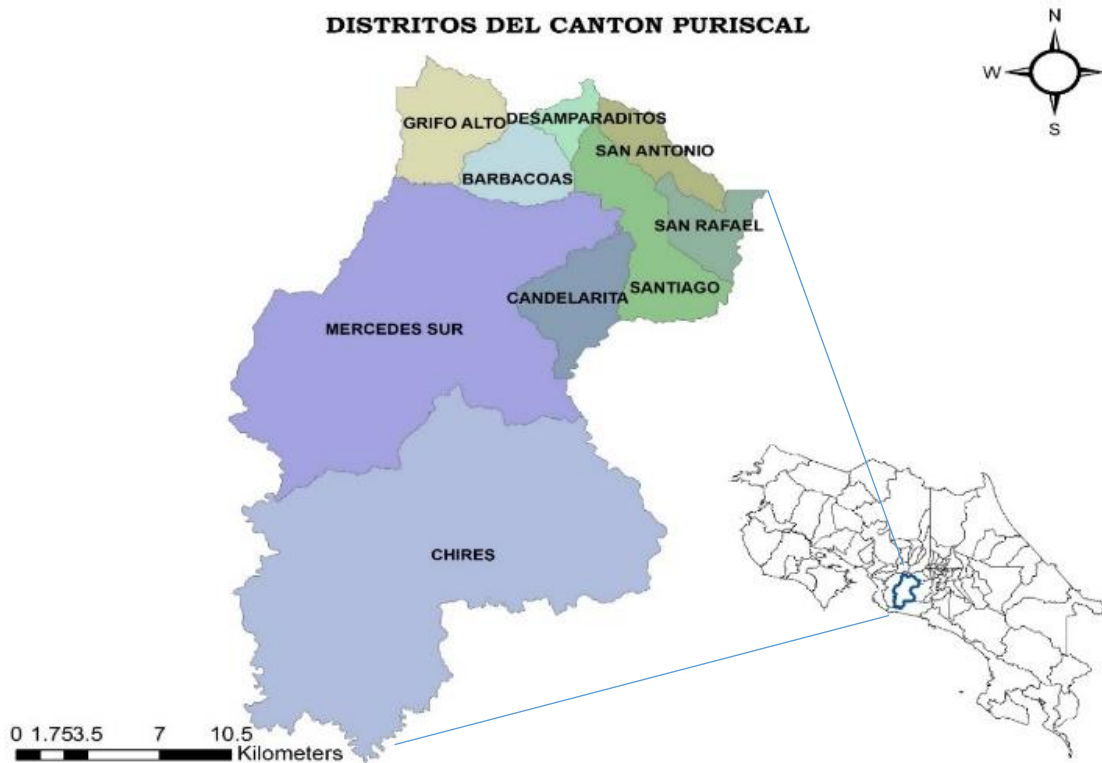 DISTRITOS DEL CANTON PURISCAL
N
W
S
GRIFO ALTO
DESAMPARADITOS
SAN ANTONIO
BARBACOAS
SAN RAFAEL
CANDELARITA
SANTIAGO
MERCEDES SUR
CHIRES
0 1.753.5 7 10.5
Kilometers